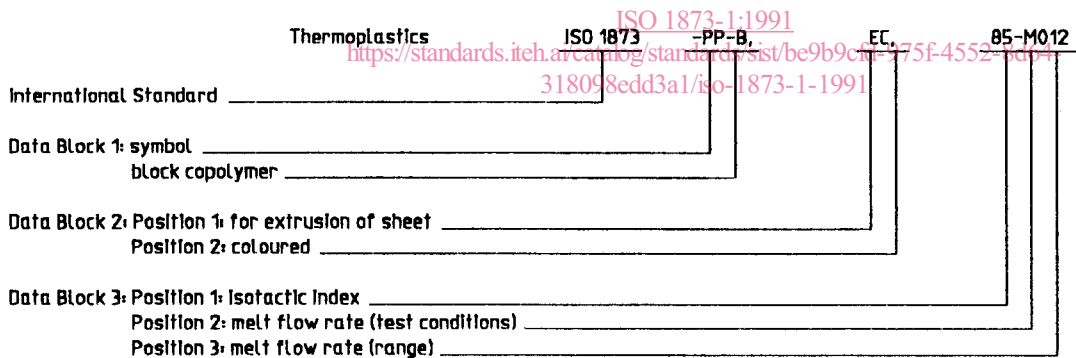 ISO 1873-1:1991
Thermoplastics ISO 1873 -PP-B, EC, 85-M012
https://standards.iteh.ai/catalog/standards/sist/be9b9cfd-975f-4552-8d64-
318098edd3a1/iso-1873-1-1991
International Standard
Data Block 1: symbol
block copolymer
Data Block 2: Position 1: for extrusion of sheet
Position 2: coloured
Data Block 3: Position 1: Isotactic Index
Position 2: melt flow rate (test conditions)
Position 3: melt flow rate (range)